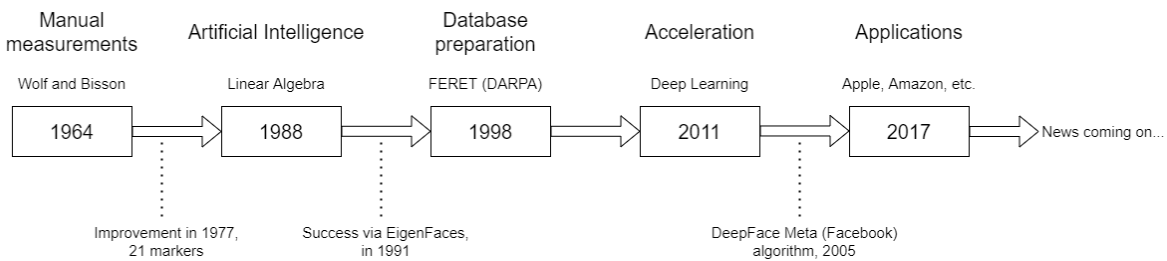 Manual
measurements
Artificial Intelligence
Database
preparation
Acceleration
Applications
Wolf and Bisson
Linear Algebra
FERET (DARPA)
Deep Learning
Apple, Amazon, etc.
1964
1988
1998
2011
2017
News coming on...
Improvement in 1977,
21 markers
Success via EigenFaces,
in 1991
DeepFace Meta (Facebook)
algorithm, 2005